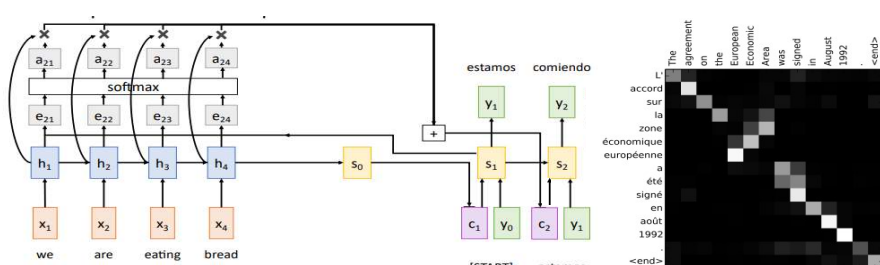 a21 a22 a23 a24
softmax
e21 e22 e23 e24
h1 h2 h3 h4 s0
x1 x2 x3 x4
we are eating bread
estamos comiendo
y1 y2
+
s1 s2
c1 y0 c2 y1
[START]
The agreement on the European Economic Area was signed in August 1992 . <end>
L'
accord
sur
la
zone
économique
européenne
a
été
signé
en
août
1992
.
<end>